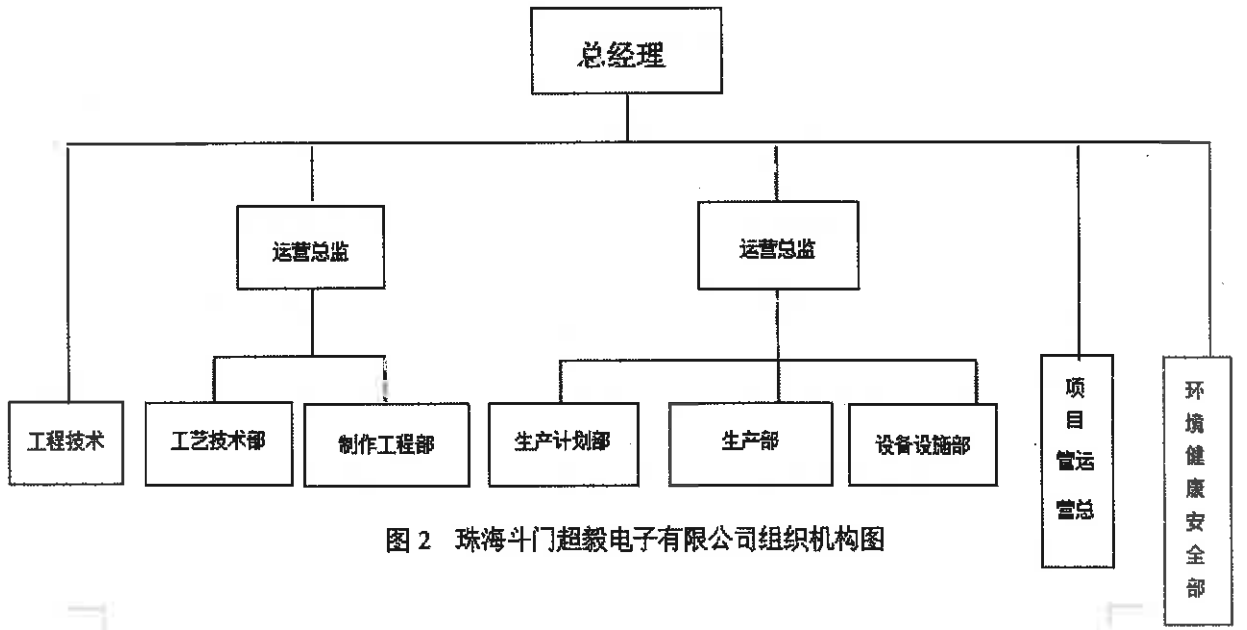 总经理
运营总监
运营总监
工程技术
工艺技术部
制作工程部
生产计划部
生产部
设备设施部
项
目
管运
营总
环
境
健
康
安
全
部
图 2 珠海斗门超毅电子有限公司组织机构图